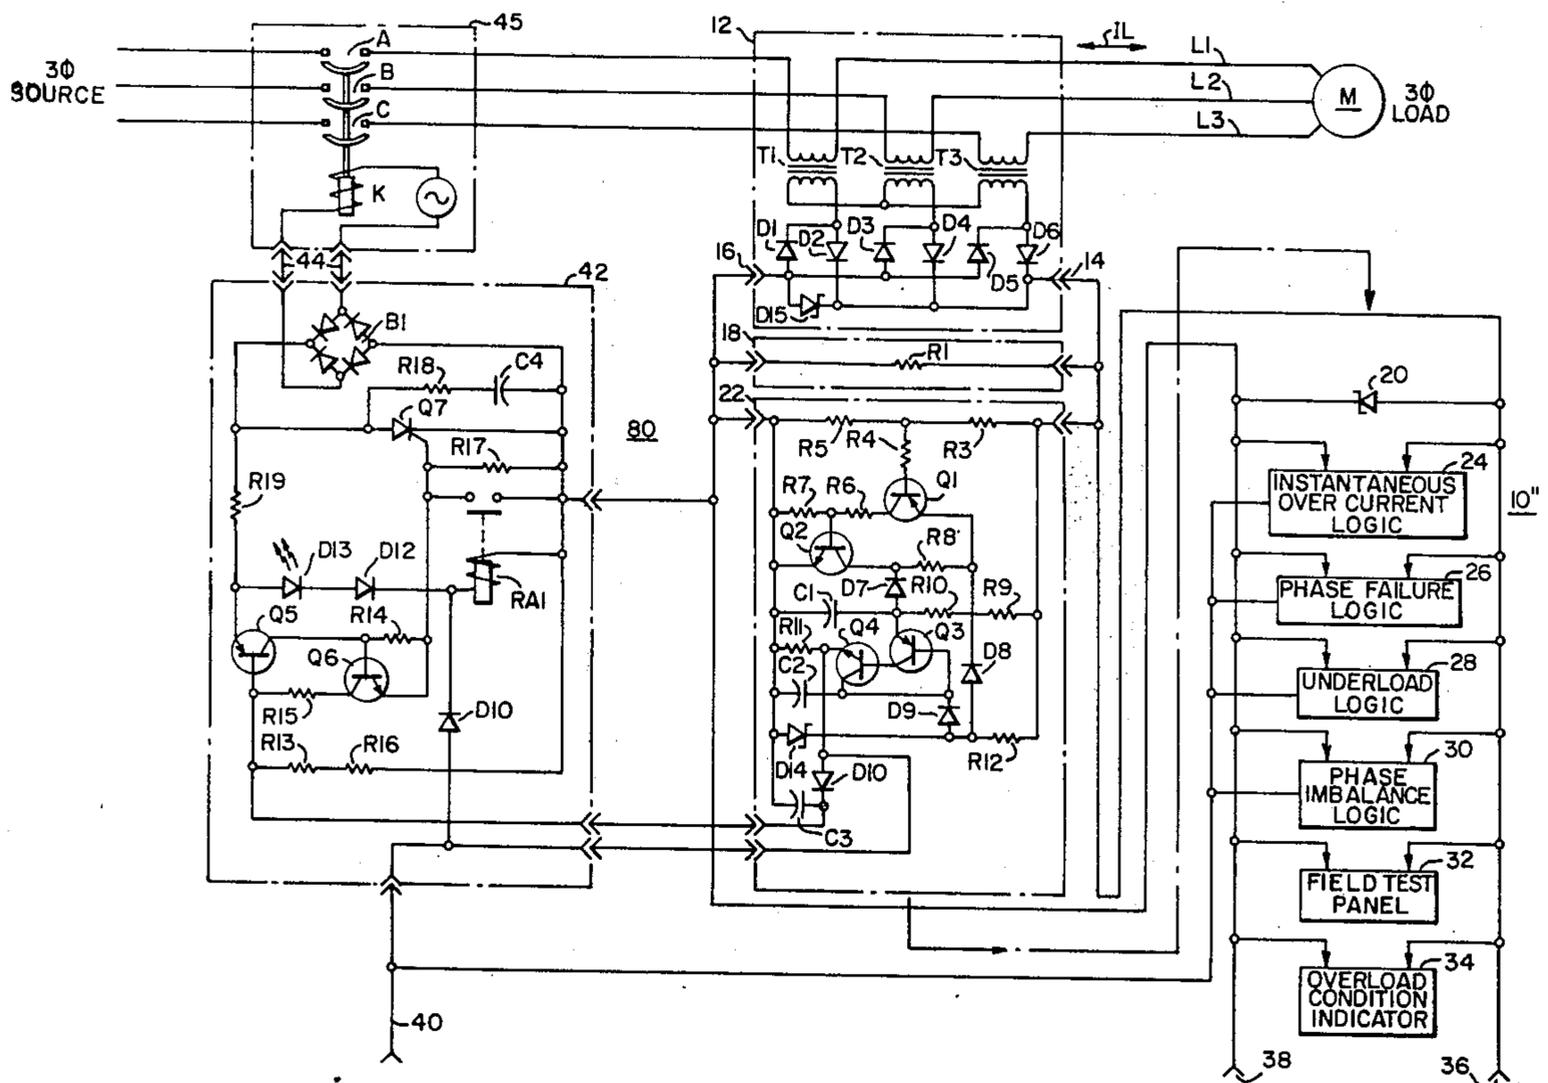 45
A
B
C
K
3Φ
SOURCE
44
12
IL
L1
L2
L3
M
3Φ
LOAD
T1
T2
T3
D1
D2
D3
D4
D5
D6
16
14
D15
18
R1
22
42
B1
R18
C4
Q7
R17
R19
D13
D12
RA1
Q5
R14
Q6
R15
D10
R13
R16
80
R5
R4
R3
R7
R6
Q1
Q2
R8
D7
R10
R9
C1
R11
Q4
Q3
D8
C2
D9
D14
R12
D10
C3
20
24
INSTANTANEOUS
OVER CURRENT
LOGIC
10"
26
PHASE FAILURE
LOGIC
28
UNDERLOAD
LOGIC
30
PHASE
IMBALANCE
LOGIC
32
FIELD TEST
PANEL
34
OVERLOAD
CONDITION
INDICATOR
40
38
36